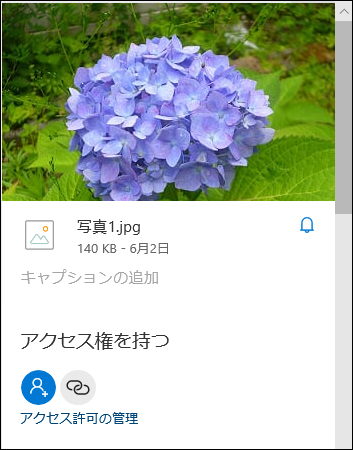 写真1.jpg
140 KB - 6月2日
キャプションの追加
アクセス権を持つ
アクセス許可の管理